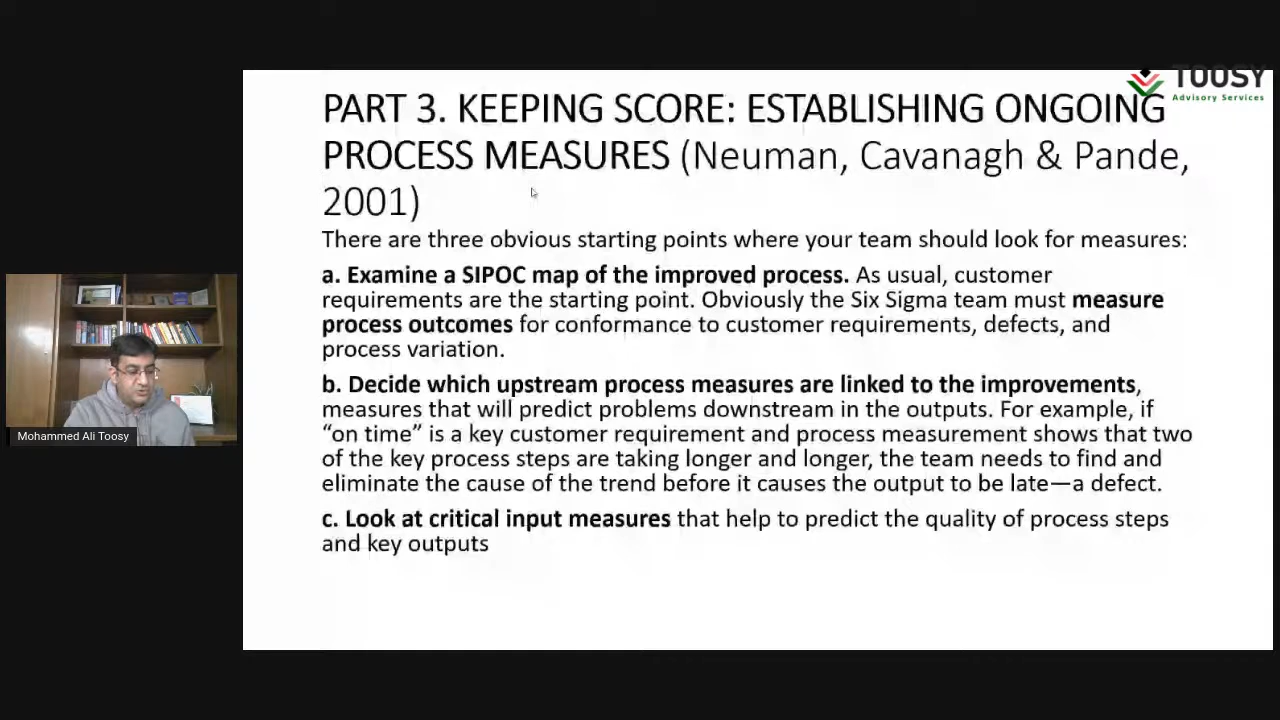 TOOSY
Advisory Services
PART 3. KEEPING SCORE: ESTABLISHING ONGOING
PROCESS MEASURES (Neuman, Cavanagh & Pande,
2001)
There are three obvious starting points where your team should look for measures:
a. Examine a SIPOC map of the improved process. As usual, customer
requirements are the starting point. Obviously the Six Sigma team must measure
process outcomes for conformance to customer requirements, defects, and
process variation.
b. Decide which upstream process measures are linked to the improvements,
measures that will predict problems downstream in the outputs. For example, if
“on time” is a key customer requirement and process measurement shows that two
of the key process steps are taking longer and longer, the team needs to find and
eliminate the cause of the trend before it causes the output to be late—a defect.
c. Look at critical input measures that help to predict the quality of process steps
and key outputs
Mohammed Ali Toosy